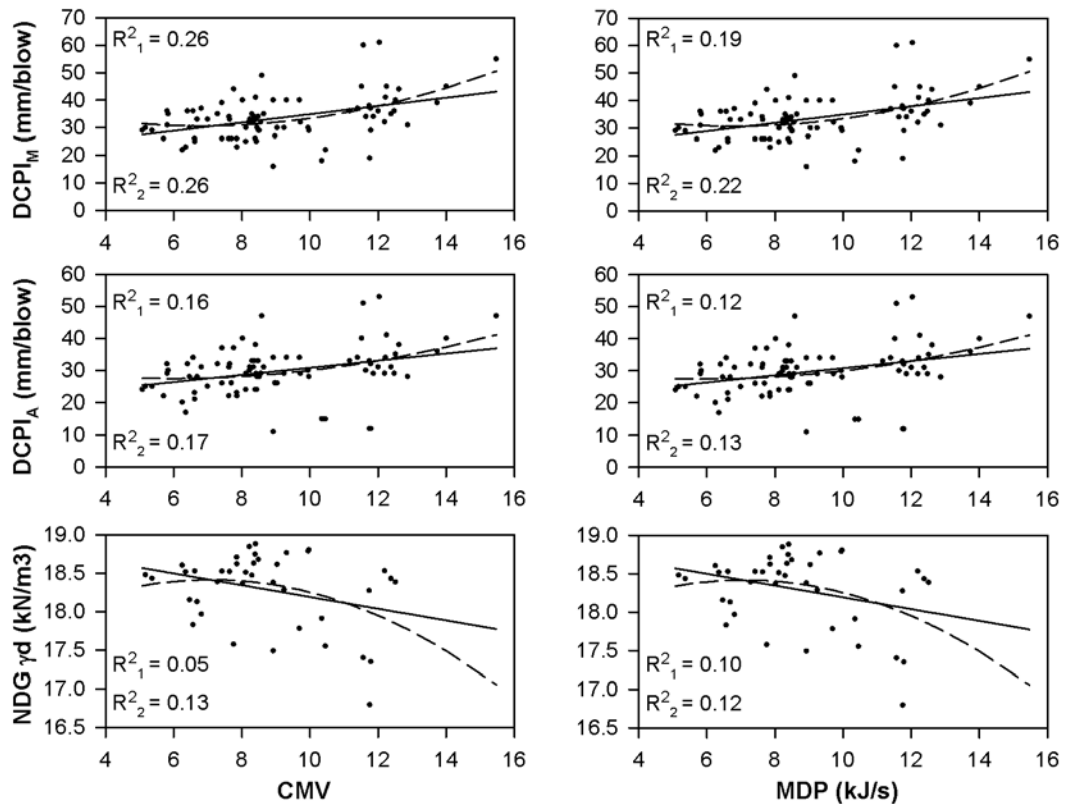 DCPI_M (mm/blow)
70
60
50
40
30
20
10
0
R²₁ = 0.26
R²₂ = 0.26
4 6 8 10 12 14 16
70
60
50
40
30
20
10
0
R²₁ = 0.19
R²₂ = 0.22
4 6 8 10 12 14 16
DCPI_A (mm/blow)
60
50
40
30
20
10
0
R²₁ = 0.16
R²₂ = 0.17
4 6 8 10 12 14 16
60
50
40
30
20
10
0
R²₁ = 0.12
R²₂ = 0.13
4 6 8 10 12 14 16
NDG γd (kN/m3)
19.0
18.5
18.0
17.5
17.0
16.5
R²₁ = 0.05
R²₂ = 0.13
4 6 8 10 12 14 16
CMV
19.0
18.5
18.0
17.5
17.0
16.5
R²₁ = 0.10
R²₂ = 0.12
4 6 8 10 12 14 16
MDP (kJ/s)